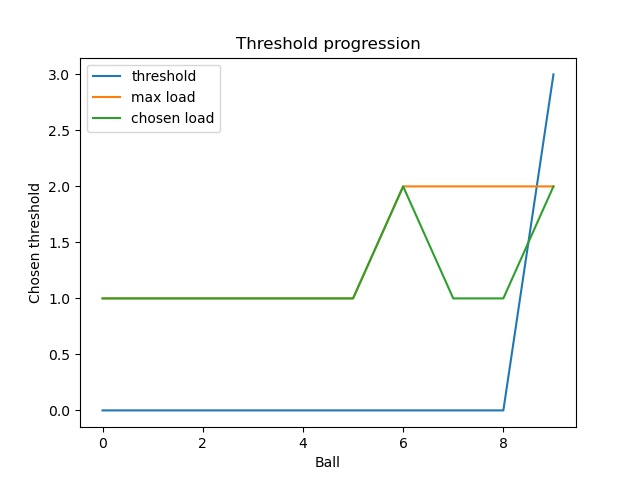 Threshold progression
threshold
max load
chosen load
3.0
2.5
2.0
1.5
1.0
0.5
0.0
Chosen threshold
0 2 4 6 8
Ball